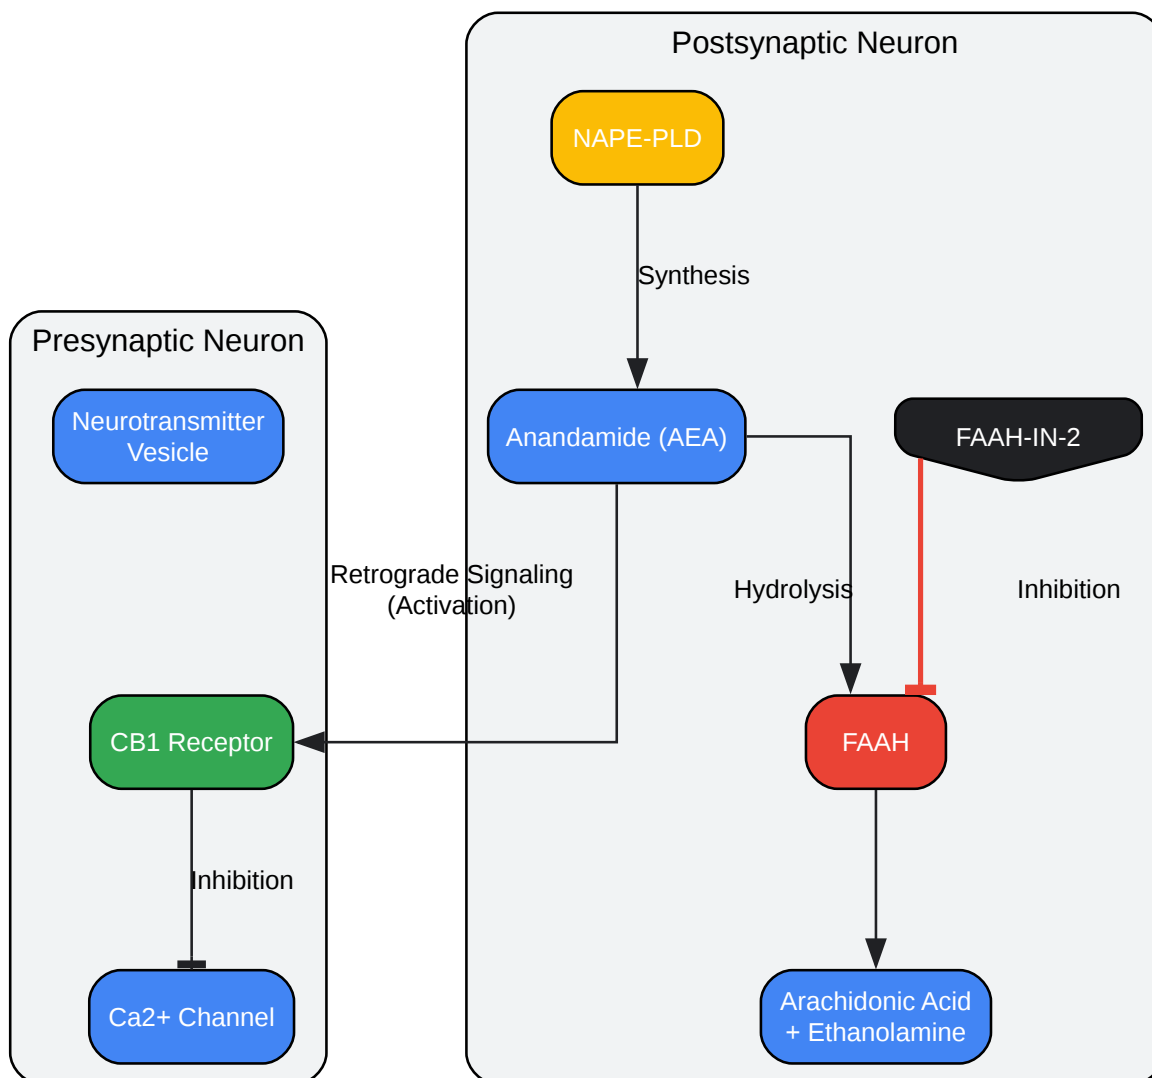 Postsynaptic Neuron
NAPE-PLD
Synthesis
Presynaptic Neuron
Neurotransmitter
Vesicle
Anandamide (AEA)
FAAH-IN-2
Retrograde Signaling
(Activation)
Hydrolysis
Inhibition
CB1 Receptor
FAAH
Inhibition
Ca2+ Channel
Arachidonic Acid
+ Ethanolamine